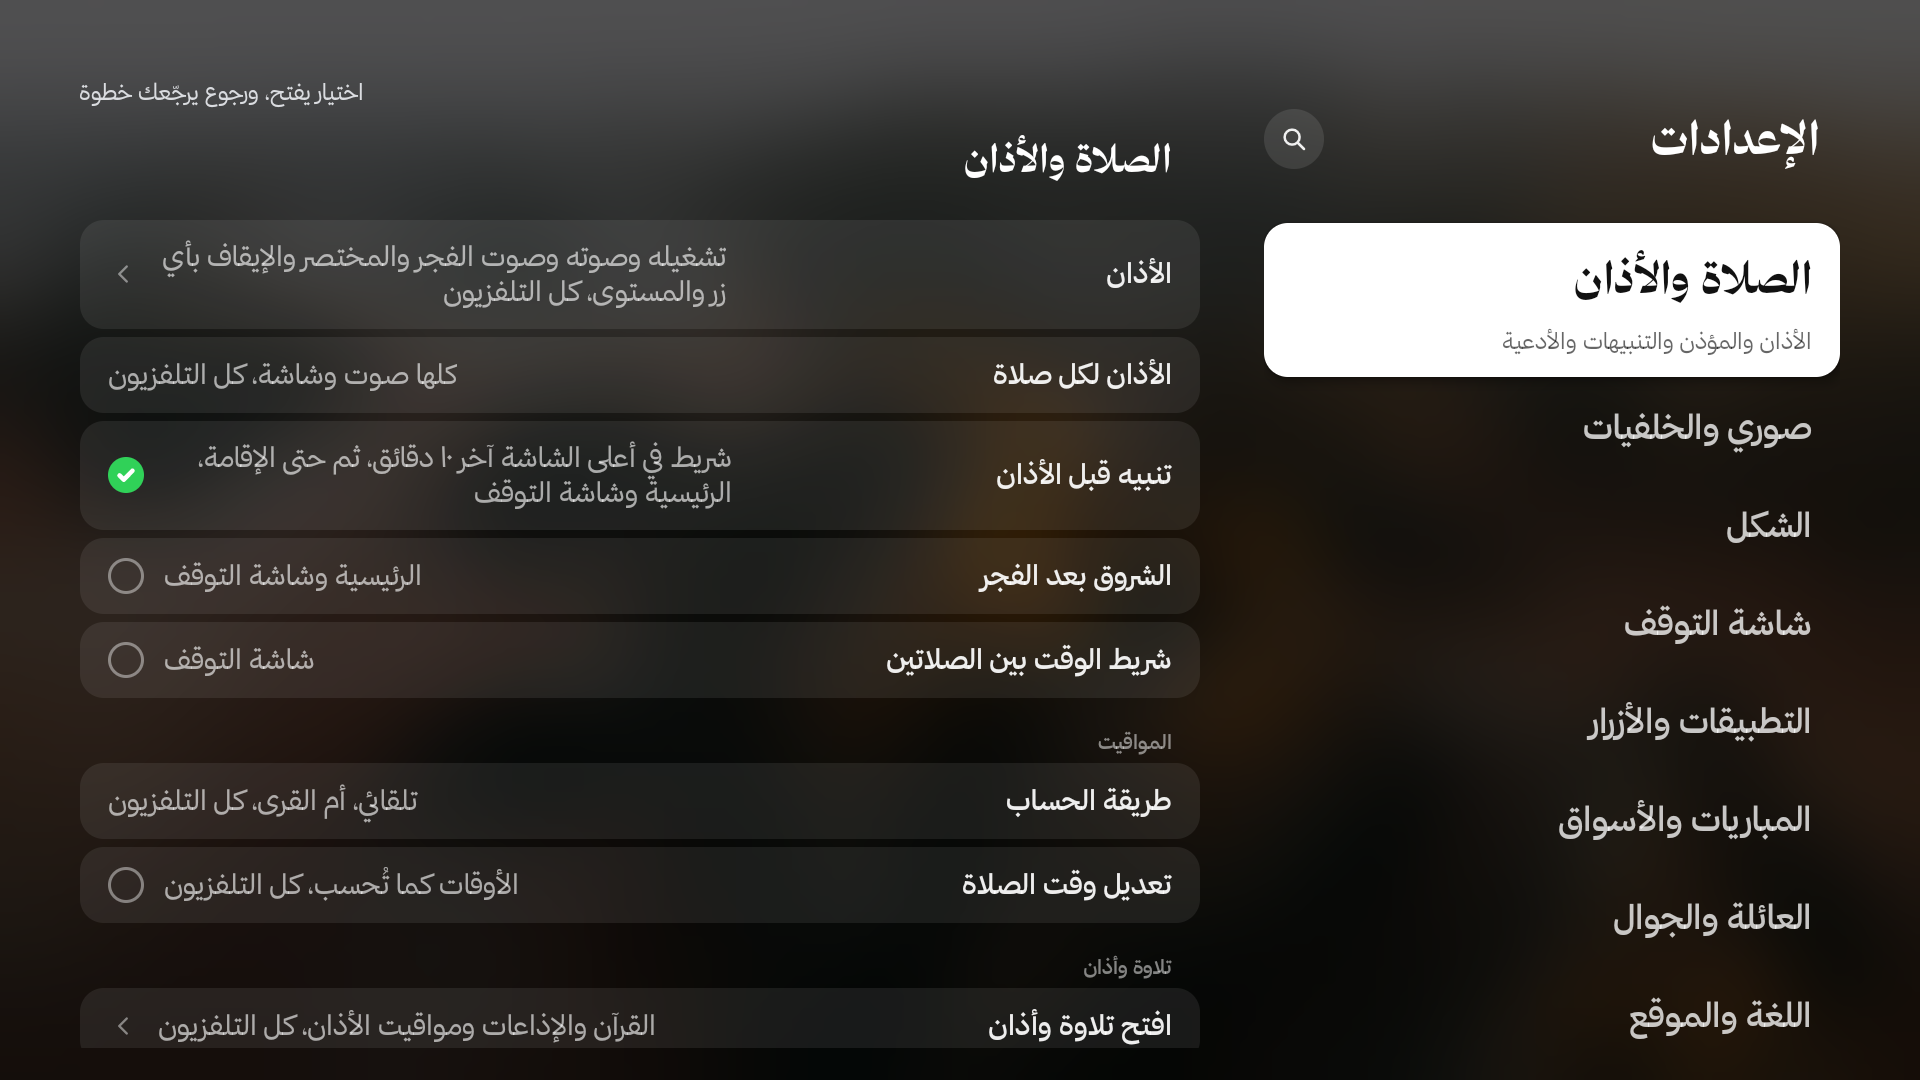 الإعدادات
الصلاة والأذان
الأذان والمؤذن والتنبيهات والأدعية
صوري والخلفيات
الشكل
شاشة التوقف
التطبيقات والأزرار
المباريات والأسواق
العائلة والجوال
اللغة والموقع
اختيار يفتح، ورجوع يرجّعك خطوة
الصلاة والأذان
الأذان
تشغيله وصوته وصوت الفجر والمختصر والإيقاف بأي
زر والمستوى، كل التلفزيون
الأذان لكل صلاة
كلها صوت وشاشة، كل التلفزيون
تنبيه قبل الأذان
شريط في أعلى الشاشة آخر ١٠ دقائق، ثم حتى الإقامة،
الرئيسية وشاشة التوقف
الشروق بعد الفجر
الرئيسية وشاشة التوقف
شريط الوقت بين الصلاتين
شاشة التوقف
المواقيت
طريقة الحساب
تلقائي، أم القرى، كل التلفزيون
تعديل وقت الصلاة
الأوقات كما تُحسب، كل التلفزيون
تلاوة وأذان
افتح تلاوة وأذان
القرآن والإذاعات ومواقيت الأذان، كل التلفزيون